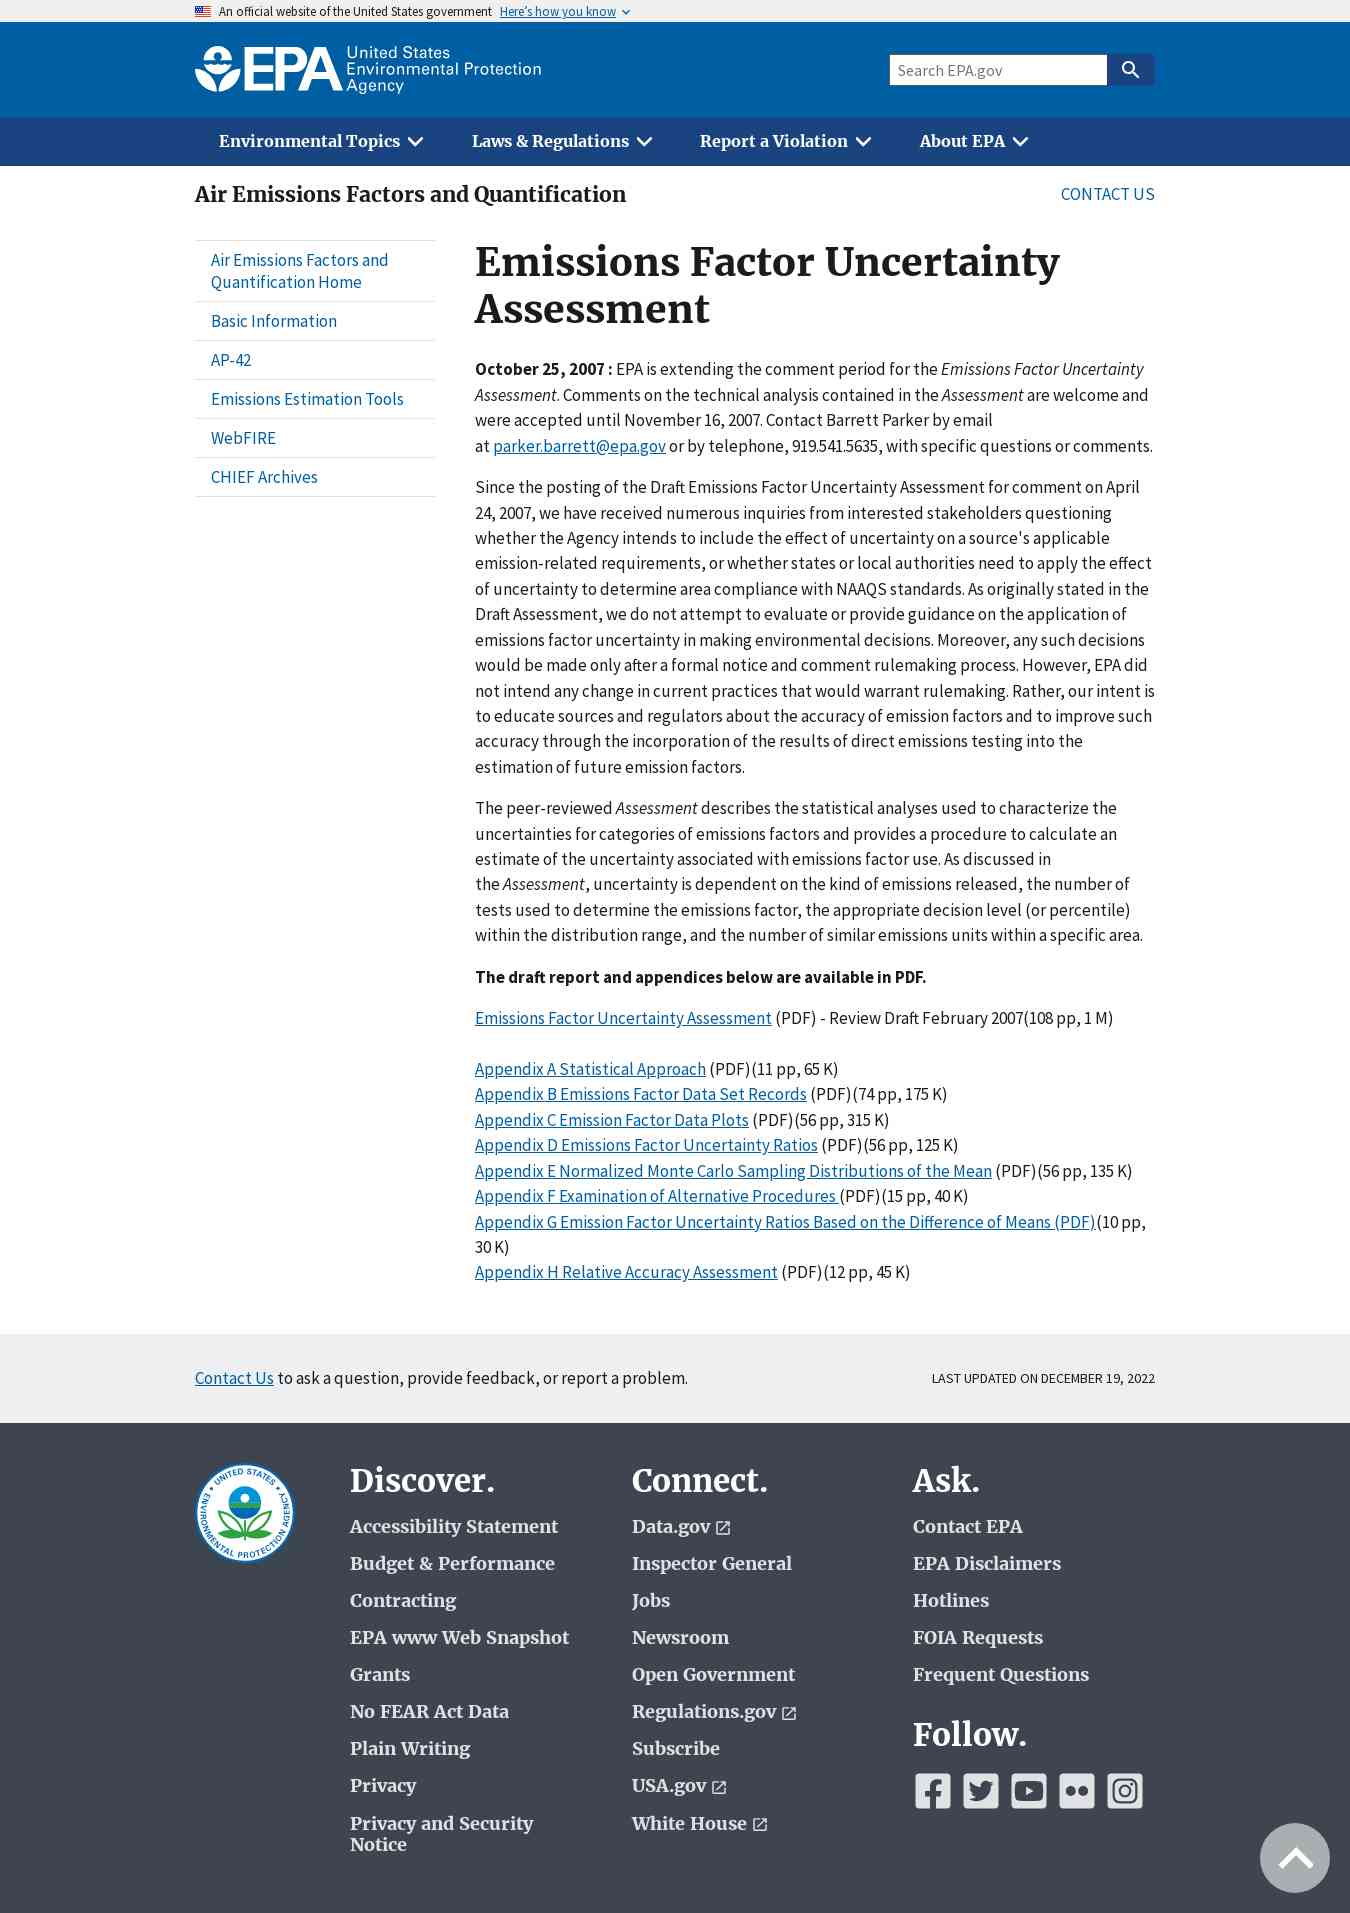 An official website of the United States government Here's how you know
EPA United States
Environmental Protection
Agency
Search EPA.gov
Environmental Topics Laws & Regulations Report a Violation About EPA
Air Emissions Factors and Quantification CONTACT US
Air Emissions Factors and
Quantification Home
Basic Information
AP-42
Emissions Estimation Tools
WebFIRE
CHIEF Archives
Emissions Factor Uncertainty
Assessment
October 25, 2007 : EPA is extending the comment period for the Emissions Factor Uncertainty
Assessment. Comments on the technical analysis contained in the Assessment are welcome and
were accepted until November 16, 2007. Contact Barrett Parker by email
at parker.barrett@epa.gov or by telephone, 919.541.5635, with specific questions or comments.
Since the posting of the Draft Emissions Factor Uncertainty Assessment for comment on April
24, 2007, we have received numerous inquiries from interested stakeholders questioning
whether the Agency intends to include the effect of uncertainty on a source's applicable
emission-related requirements, or whether states or local authorities need to apply the effect
of uncertainty to determine area compliance with NAAQS standards. As originally stated in the
Draft Assessment, we do not attempt to evaluate or provide guidance on the application of
emissions factor uncertainty in making environmental decisions. Moreover, any such decisions
would be made only after a formal notice and comment rulemaking process. However, EPA did
not intend any change in current practices that would warrant rulemaking. Rather, our intent is
to educate sources and regulators about the accuracy of emission factors and to improve such
accuracy through the incorporation of the results of direct emissions testing into the
estimation of future emission factors.
The peer-reviewed Assessment describes the statistical analyses used to characterize the
uncertainties for categories of emissions factors and provides a procedure to calculate an
estimate of the uncertainty associated with emissions factor use. As discussed in
the Assessment, uncertainty is dependent on the kind of emissions released, the number of
tests used to determine the emissions factor, the appropriate decision level (or percentile)
within the distribution range, and the number of similar emissions units within a specific area.
The draft report and appendices below are available in PDF.
Emissions Factor Uncertainty Assessment (PDF) - Review Draft February 2007(108 pp, 1 M)
Appendix A Statistical Approach (PDF)(11 pp, 65 K)
Appendix B Emissions Factor Data Set Records (PDF)(74 pp, 175 K)
Appendix C Emission Factor Data Plots (PDF)(56 pp, 315 K)
Appendix D Emissions Factor Uncertainty Ratios (PDF)(56 pp, 125 K)
Appendix E Normalized Monte Carlo Sampling Distributions of the Mean (PDF)(56 pp, 135 K)
Appendix F Examination of Alternative Procedures (PDF)(15 pp, 40 K)
Appendix G Emission Factor Uncertainty Ratios Based on the Difference of Means (PDF)(10 pp,
30 K)
Appendix H Relative Accuracy Assessment (PDF)(12 pp, 45 K)
Contact Us to ask a question, provide feedback, or report a problem. LAST UPDATED ON DECEMBER 19, 2022
UNITED STATES
ENVIRONMENTAL PROTECTION AGENCY
Discover.
Accessibility Statement
Budget & Performance
Contracting
EPA www Web Snapshot
Grants
No FEAR Act Data
Plain Writing
Privacy
Privacy and Security
Notice
Connect.
Data.gov
Inspector General
Jobs
Newsroom
Open Government
Regulations.gov
Subscribe
USA.gov
White House
Ask.
Contact EPA
EPA Disclaimers
Hotlines
FOIA Requests
Frequent Questions
Follow.